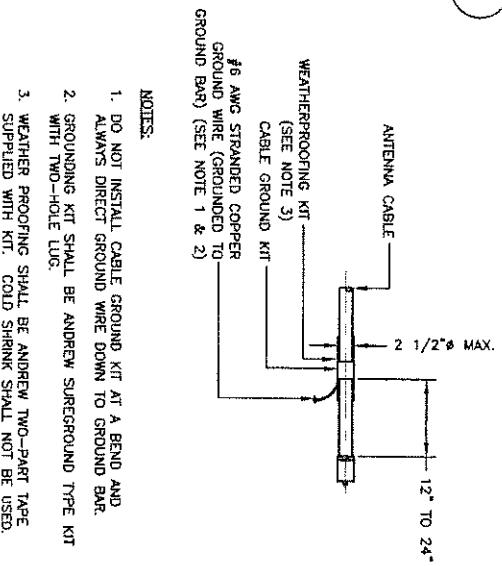 ANTENNA CABLE
2 1/2"ø MAX.
12" TO 24"
WEATHERPROOFING KIT
(SEE NOTE 3)
CABLE GROUND KIT
#6 AWG STRANDED COPPER
GROUND WIRE (GROUNDED TO
GROUND BAR) (SEE NOTE 1 & 2)
NOTES:
1. DO NOT INSTALL CABLE GROUND KIT AT A BEND AND
ALWAYS DIRECT GROUND WIRE DOWN TO GROUND BAR.
2. GROUNDING KIT SHALL BE ANDREW SUREGROUND TYPE KIT
WITH TWO-HOLE LUG.
3. WEATHER PROOFING SHALL BE ANDREW TWO-PART TAPE
SUPPLIED WITH KIT. COLD SHRINK SHALL NOT BE USED.